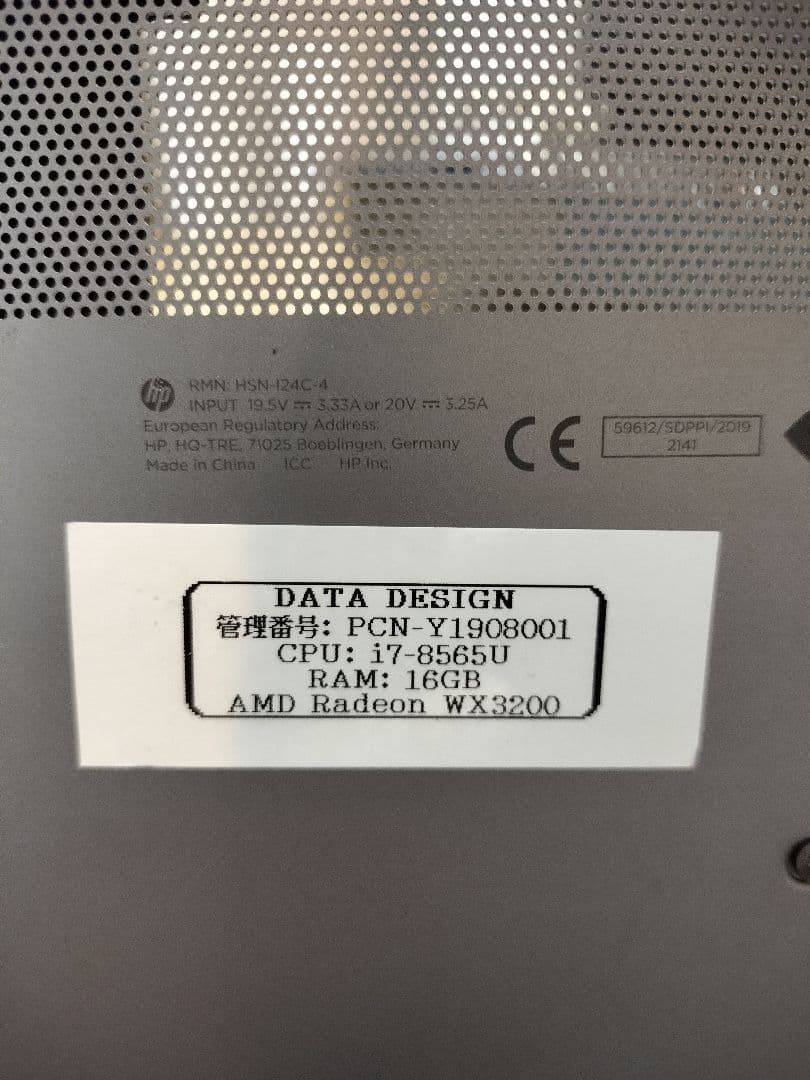 hp
RMN: HSN-I24C-4
INPUT 19.5V ⎓ 3.33A or 20V ⎓ 3.25A
European Regulatory Address:
HP, HQ-TRE, 71025 Boeblingen, Germany
Made in China ICC HP Inc.
CE
59612/SDPPI/2019
2141
DATA DESIGN
管理番号: PCN-Y1908001
CPU: i7-8565U
RAM: 16GB
AMD Radeon WX3200